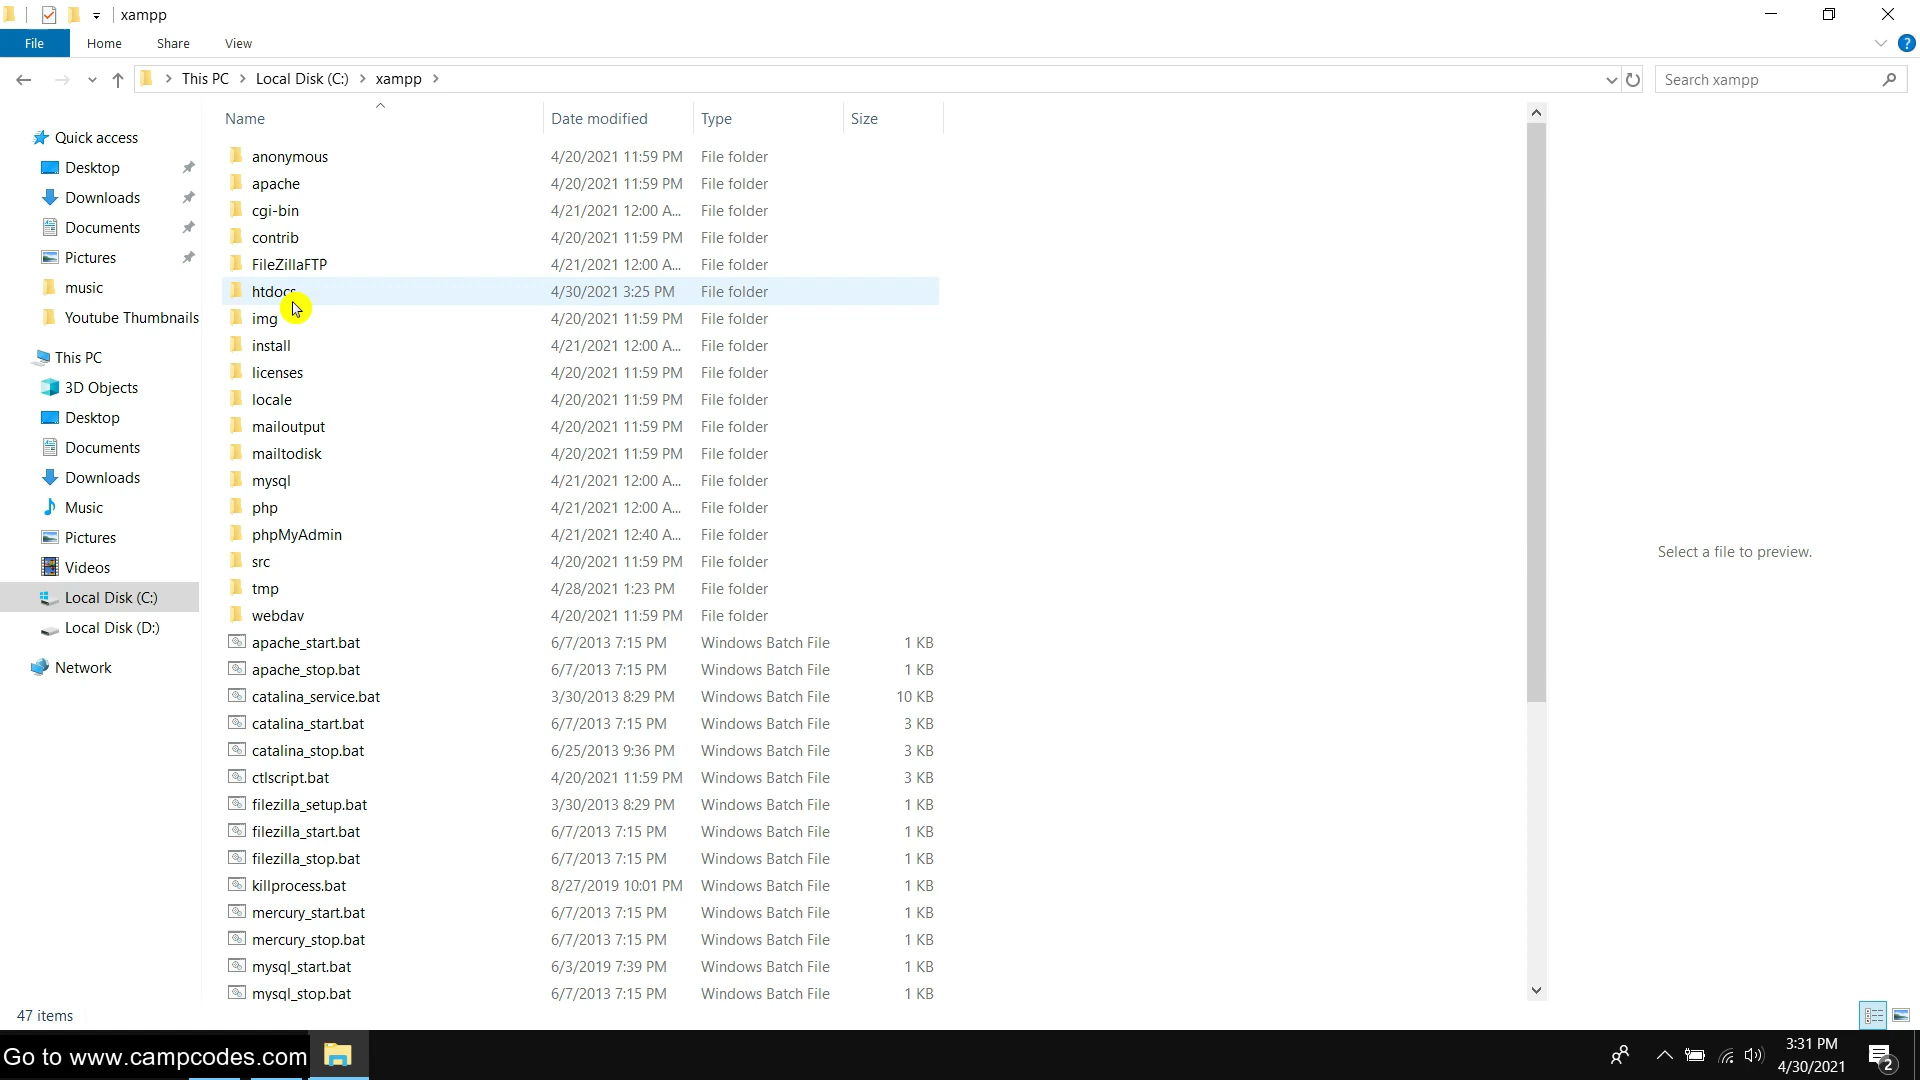 xampp
File Home Share View
This PC Local Disk (C:) xampp
Search xampp
Name Date modified Type Size
Quick access
Desktop
Downloads
Documents
Pictures
music
Youtube Thumbnails
This PC
3D Objects
Desktop
Documents
Downloads
Music
Pictures
Videos
Local Disk (C:)
Local Disk (D:)
Network
anonymous 4/20/2021 11:59 PM File folder
apache 4/20/2021 11:59 PM File folder
cgi-bin 4/21/2021 12:00 A... File folder
contrib 4/20/2021 11:59 PM File folder
FileZillaFTP 4/21/2021 12:00 A... File folder
htdocs 4/30/2021 3:25 PM File folder
img 4/20/2021 11:59 PM File folder
install 4/21/2021 12:00 A... File folder
licenses 4/20/2021 11:59 PM File folder
locale 4/20/2021 11:59 PM File folder
mailoutput 4/20/2021 11:59 PM File folder
mailtodisk 4/20/2021 11:59 PM File folder
mysql 4/21/2021 12:00 A... File folder
php 4/21/2021 12:00 A... File folder
phpMyAdmin 4/21/2021 12:40 A... File folder
src 4/20/2021 11:59 PM File folder
tmp 4/28/2021 1:23 PM File folder
webdav 4/20/2021 11:59 PM File folder
apache_start.bat 6/7/2013 7:15 PM Windows Batch File 1 KB
apache_stop.bat 6/7/2013 7:15 PM Windows Batch File 1 KB
catalina_service.bat 3/30/2013 8:29 PM Windows Batch File 10 KB
catalina_start.bat 6/7/2013 7:15 PM Windows Batch File 3 KB
catalina_stop.bat 6/25/2013 9:36 PM Windows Batch File 3 KB
ctlscript.bat 4/20/2021 11:59 PM Windows Batch File 3 KB
filezilla_setup.bat 3/30/2013 8:29 PM Windows Batch File 1 KB
filezilla_start.bat 6/7/2013 7:15 PM Windows Batch File 1 KB
filezilla_stop.bat 6/7/2013 7:15 PM Windows Batch File 1 KB
killprocess.bat 8/27/2019 10:01 PM Windows Batch File 1 KB
mercury_start.bat 6/7/2013 7:15 PM Windows Batch File 1 KB
mercury_stop.bat 6/7/2013 7:15 PM Windows Batch File 1 KB
mysql_start.bat 6/3/2019 7:39 PM Windows Batch File 1 KB
mysql_stop.bat 6/7/2013 7:15 PM Windows Batch File 1 KB
Select a file to preview.
47 items
Go to www.campcodes.com
3:31 PM
4/30/2021
2